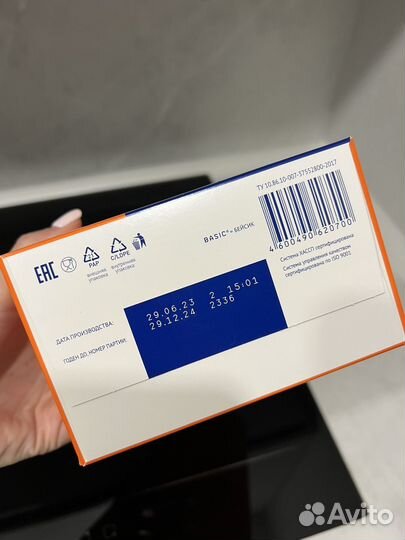 ТУ 10.86.10-007-37552800-2017
4 600490 620700
BASIC® – БЕЙСИК
Система ХАССП сертифицирована
Система управления качеством
сертифицирована по ISO 9001
EAC
PAP
внешняя
упаковка
C/LDPE
внутренняя
упаковка
ДАТА ПРОИЗВОДСТВА:
ГОДЕН ДО, НОМЕР ПАРТИИ:
29.06.23 2 15:01
29.12.24 2336
Avito